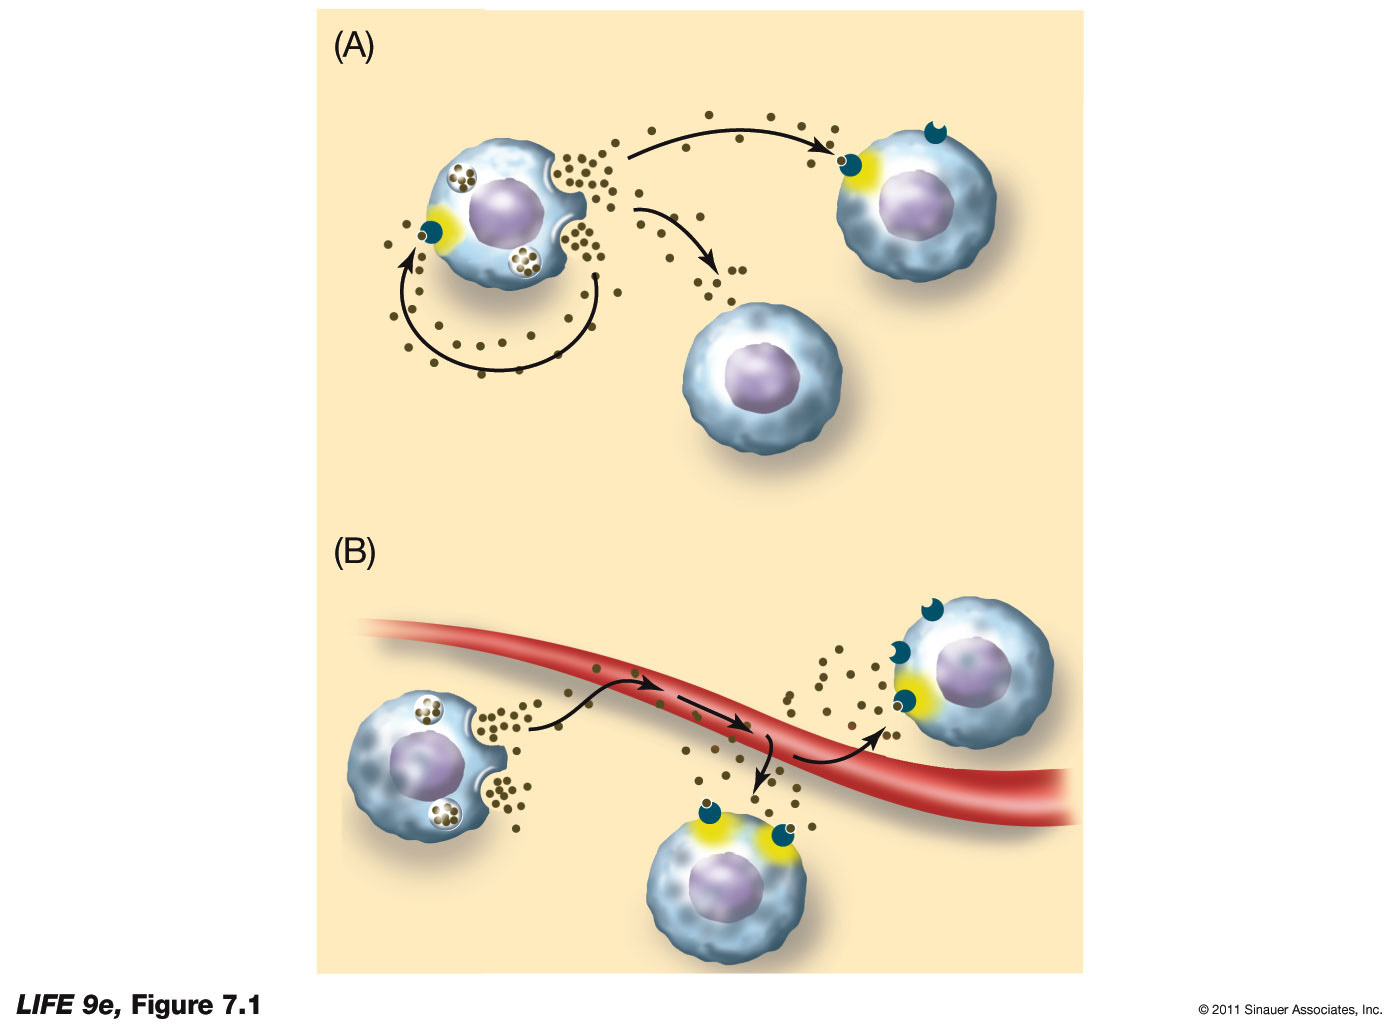 (A)
(B)
LIFE 9e, Figure 7.1
© 2011 Sinauer Associates, Inc.